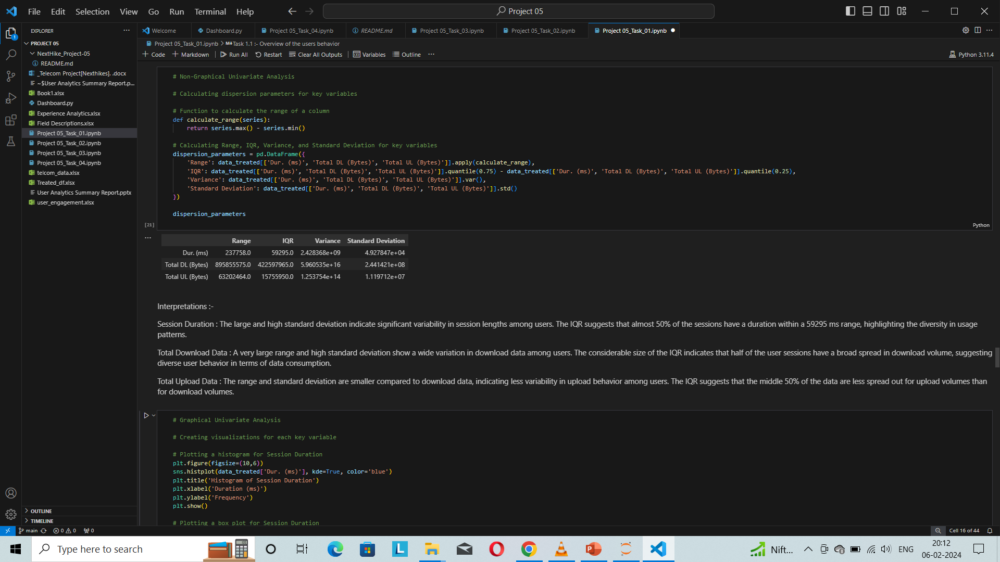 File Edit Selection View Go Run Terminal Help
Project 05
EXPLORER
Welcome
Dashboard.py
Project 05_Task_04.ipynb
README.md
Project 05_Task_03.ipynb
Project 05_Task_02.ipynb
Project 05_Task_01.ipynb
PROJECT 05
NextHike_Project-05
README.md
_Telecom Project[Nexthikes]. .docx
~$User Analytics Summary Report.p...
Book1.xlsx
Dashboard.py
Experience Analytics.xlsx
Field Descriptions.xlsx
Project 05_Task_01.ipynb
Project 05_Task_02.ipynb
Project 05_Task_03.ipynb
Project 05_Task_04.ipynb
telcom_data.xlsx
Treated_df.xlsx
User Analytics Summary Report.pptx
user_engagement.xlsx
OUTLINE
TIMELINE
Project 05_Task_01.ipynb > M↓Task 1.1 :- Overview of the users behavior
+ Code + Markdown Run All Restart Clear All Outputs Variables Outline ... Python 3.11.4
# Non-Graphical Univariate Analysis
# Calculating dispersion parameters for key variables
# Function to calculate the range of a column
def calculate_range(series):
return series.max() - series.min()
# Calculating Range, IQR, Variance, and Standard Deviation for key variables
dispersion_parameters = pd.DataFrame({
'Range': data_treated[['Dur. (ms)', 'Total DL (Bytes)', 'Total UL (Bytes)']].apply(calculate_range),
'IQR': data_treated[['Dur. (ms)', 'Total DL (Bytes)', 'Total UL (Bytes)']].quantile(0.75) - data_treated[['Dur. (ms)', 'Total DL (Bytes)', 'Total UL (Bytes)']].quantile(0.25),
'Variance': data_treated[['Dur. (ms)', 'Total DL (Bytes)', 'Total UL (Bytes)']].var(),
'Standard Deviation': data_treated[['Dur. (ms)', 'Total DL (Bytes)', 'Total UL (Bytes)']].std()
})
dispersion_parameters
[21]
Python
...
Range IQR Variance Standard Deviation
Dur. (ms) 237758.0 59295.0 2.428368e+09 4.927847e+04
Total DL (Bytes) 895855575.0 422597965.0 5.960535e+16 2.441421e+08
Total UL (Bytes) 63202464.0 15755950.0 1.253754e+14 1.119712e+07
Interpretations :-
Session Duration : The large and high standard deviation indicate significant variability in session lengths among users. The IQR suggests that almost 50% of the sessions have a duration within a 59295 ms range, highlighting the diversity in usage
patterns.
Total Download Data : A very large range and high standard deviation show a wide variation in download data among users. The considerable size of the IQR indicates that half of the user sessions have a broad spread in download volume, suggesting
diverse user behavior in terms of data consumption.
Total Upload Data : The range and standard deviation are smaller compared to download data, indicating less variability in upload behavior among users. The IQR suggests that the middle 50% of the data are less spread out for upload volumes than
for download volumes.
# Graphical Univariate Analysis
# Creating visualizations for each key variable
# Plotting a histogram for Session Duration
plt.figure(figsize=(10,6))
sns.histplot(data_treated['Dur. (ms)'], kde=True, color='blue')
plt.title('Histogram of Session Duration')
plt.xlabel('Duration (ms)')
plt.ylabel('Frequency')
plt.show()
# Plotting a box plot for Session Duration
main 0 0 0
Cell 16 of 44
Type here to search
Nift...
ENG
20:12
06-02-2024